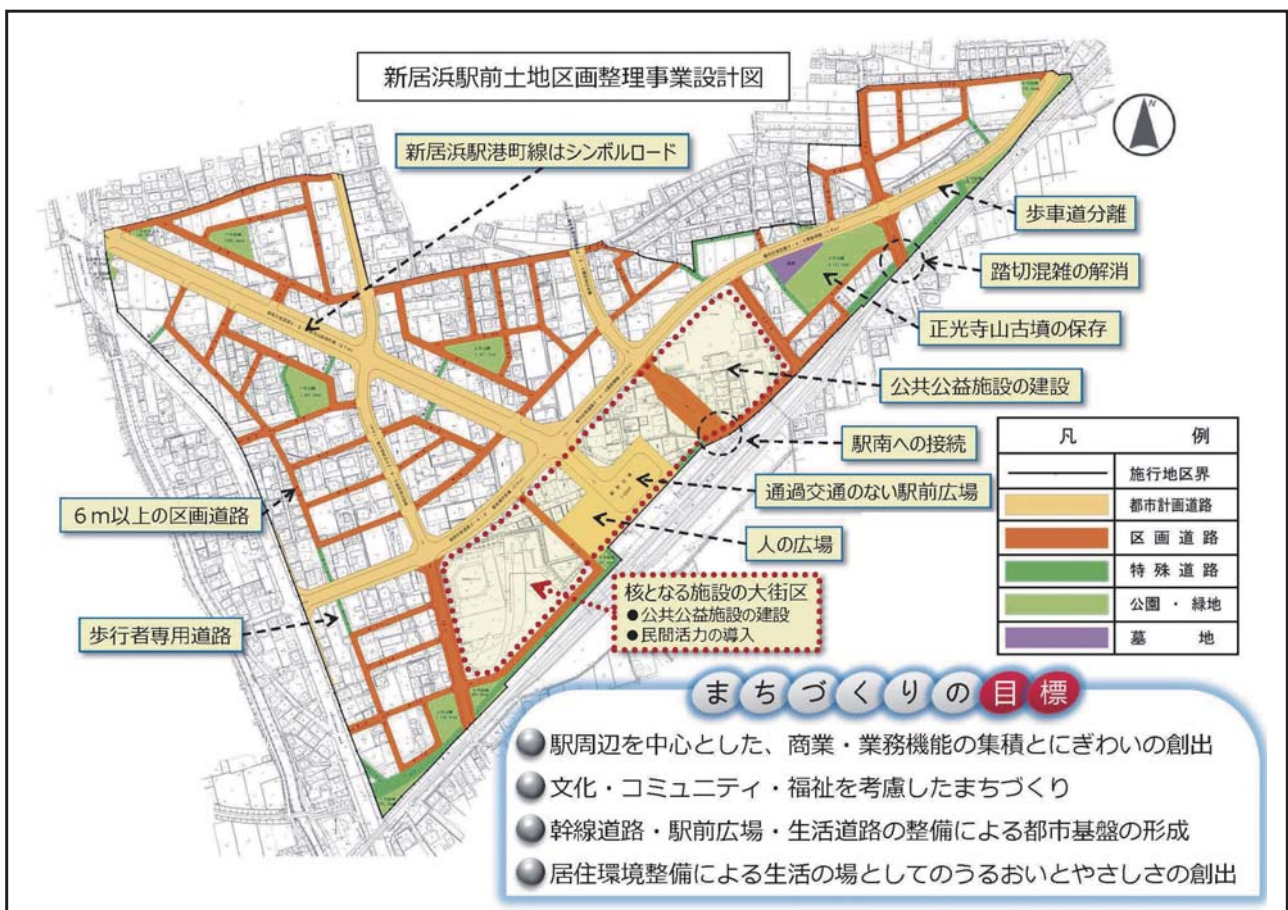 新居浜駅前土地区画整理事業設計図
N
新居浜駅港町線はシンボルロード
歩車道分離
踏切混雑の解消
正光寺山古墳の保存
公共公益施設の建設
駅南への接続
通過交通のない駅前広場
人の広場
6m以上の区画道路
歩行者専用道路
核となる施設の大街区
●公共公益施設の建設
●民間活力の導入
凡 例
施行地区界
都市計画道路
区画道路
特殊道路
公園・緑地
墓地
まちづくりの目標
駅周辺を中心とした、商業・業務機能の集積とにぎわいの創出
文化・コミュニティ・福祉を考慮したまちづくり
幹線道路・駅前広場・生活道路の整備による都市基盤の形成
居住環境整備による生活の場としてのうるおいとやさしさの創出